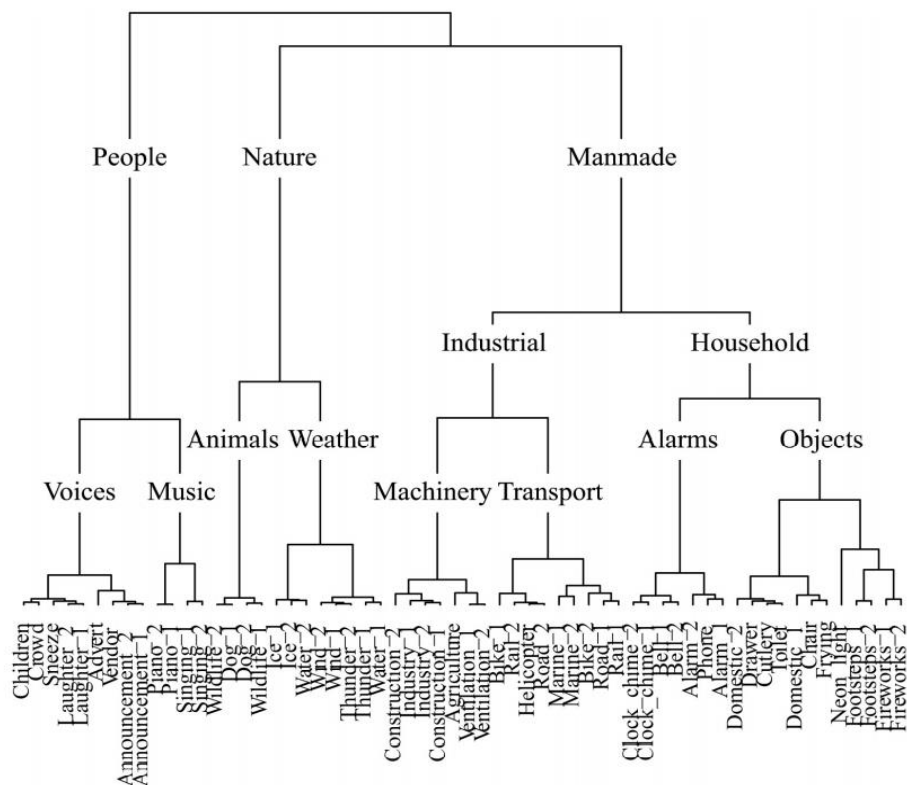 People
Nature
Manmade
Industrial
Household
Animals
Weather
Alarms
Objects
Voices
Music
Machinery
Transport
Children
Crowd
Sneeze
Laughter_2
Laughter_1
Advert
Vendor
Announcement_2
Announcement_1
Piano_2
Piano_1
Singing_1
Singing_2
Wildlife_2
Dog_1
Dog_2
Wildlife_1
Ice_1
Ice_2
Water_2
Wind_2
Wind_1
Thunder_2
Thunder_1
Water_1
Construction_2
Industry_1
Industry_2
Construction_1
Agriculture
Ventilation_1
Ventilation_2
Bike_1
Rail_2
Helicopter
Road_2
Marine_1
Marine_2
Bike_2
Road_1
Rail_1
Clock_chime_2
Clock_chime_1
Bell_1
Bell_2
Alarm_2
Phone
Alarm_1
Domestic_2
Drawer
Cutlery
Toilet
Domestic_1
Chair
Frying
Neon light
Footsteps_1
Footsteps_2
Fireworks_1
Fireworks_2